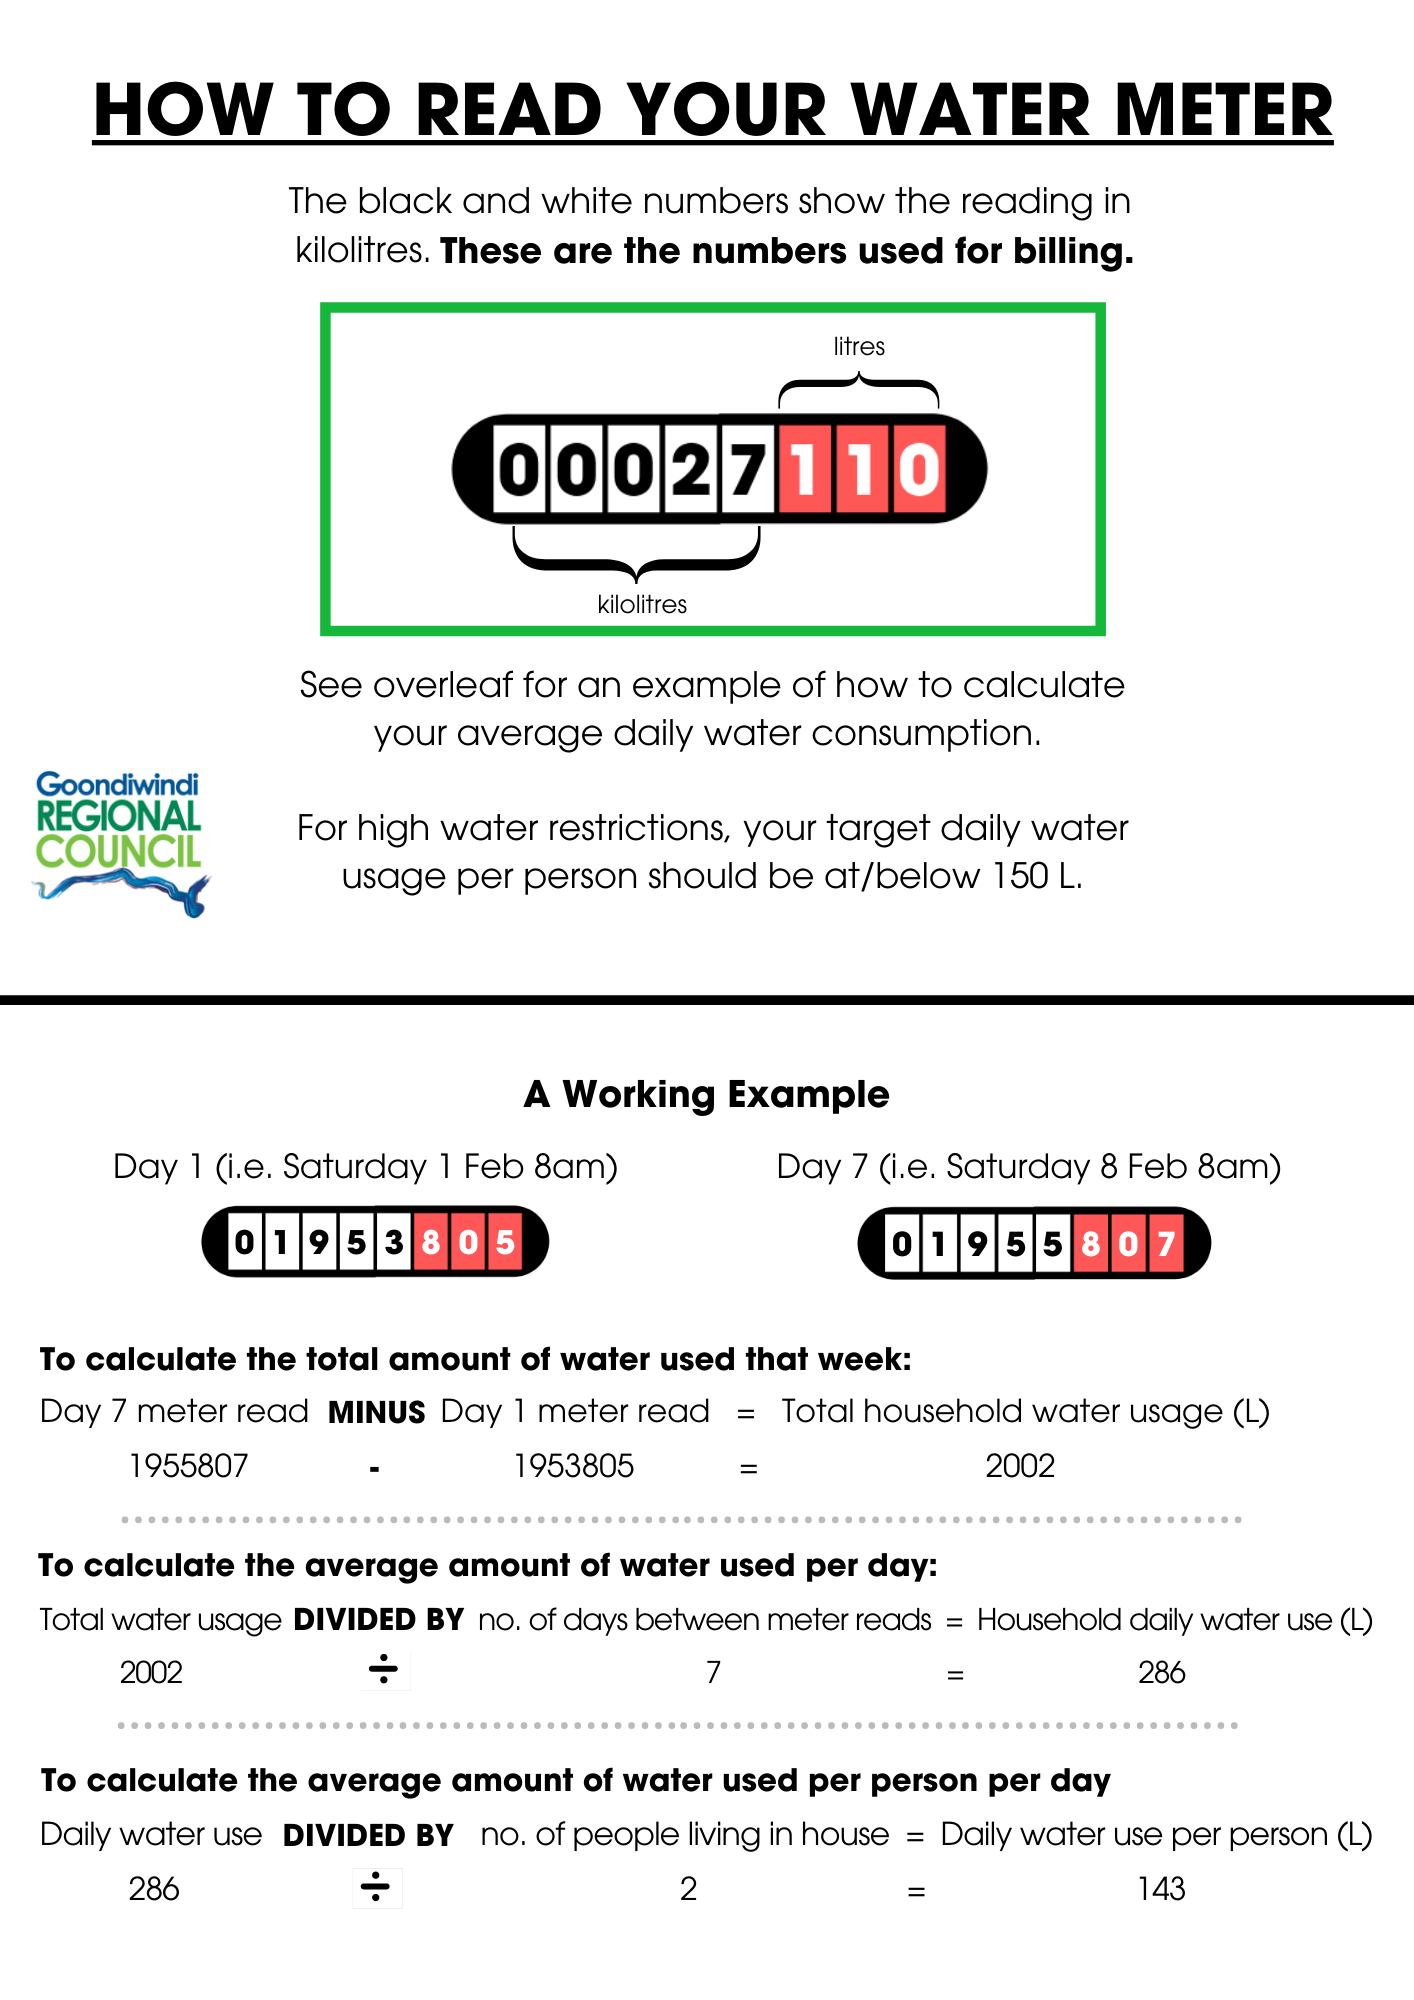 HOW TO READ YOUR WATER METER
The black and white numbers show the reading in
kilolitres. These are the numbers used for billing.
litres
00027110
kilolitres
See overleaf for an example of how to calculate
your average daily water consumption.
Goondiwindi
REGIONAL
COUNCIL
For high water restrictions, your target daily water
usage per person should be at/below 150 L.
A Working Example
Day 1 (i.e. Saturday 1 Feb 8am) Day 7 (i.e. Saturday 8 Feb 8am)
01953805 01955807
To calculate the total amount of water used that week:
Day 7 meter read MINUS Day 1 meter read = Total household water usage (L)
1955807 - 1953805 = 2002
To calculate the average amount of water used per day:
Total water usage DIVIDED BY no. of days between meter reads = Household daily water use (L)
2002 ÷ 7 = 286
To calculate the average amount of water used per person per day
Daily water use DIVIDED BY no. of people living in house = Daily water use per person (L)
286 ÷ 2 = 143